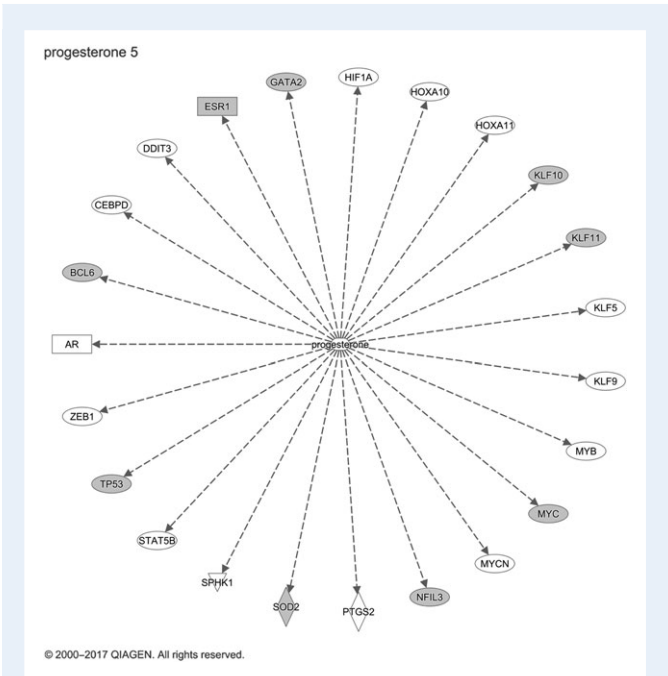 progesterone 5
HIF1A
GATA2
HOXA10
ESR1
HOXA11
DDIT3
KLF10
CEBPD
KLF11
BCL6
KLF5
AR
progesterone
KLF9
ZEB1
MYB
TP53
MYC
STAT5B
MYCN
SPHK1
NFIL3
SOD2
PTGS2
© 2000–2017 QIAGEN. All rights reserved.